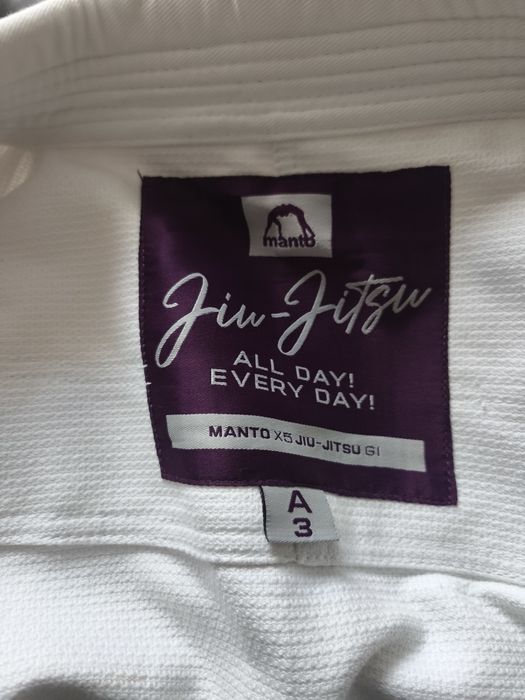 manto
Jiu-Jitsu
ALL DAY!
EVERY DAY!
MANTO X5 JIU-JITSU GI
A
3